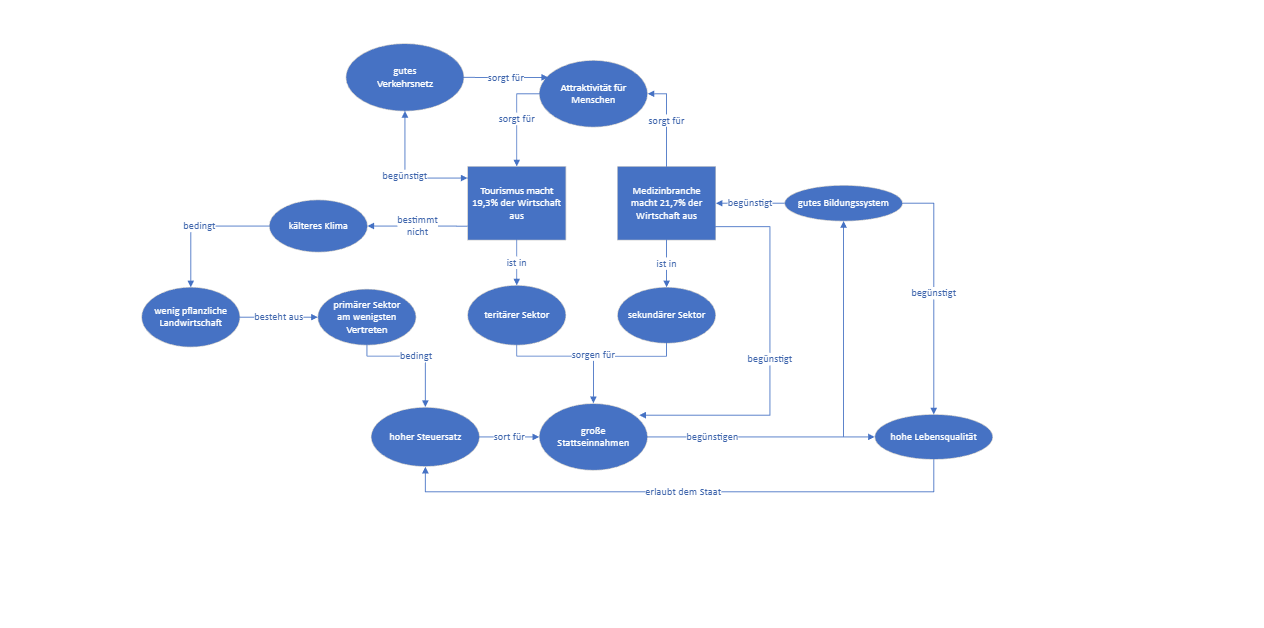 gutes
Verkehrsnetz
sorgt für
Attraktivität für
Menschen
sorgt für
sorgt für
begünstigt
Tourismus macht
19,3% der Wirtschaft
aus
Medizinbranche
macht 21,7% der
Wirtschaft aus
begünstigt
gutes Bildungssystem
bedingt
kälteres Klima
bestimmt
nicht
ist in
ist in
begünstigt
wenig pflanzliche
Landwirtschaft
besteht aus
primärer Sektor
am wenigsten
Vertreten
teritärer Sektor
sekundärer Sektor
bedingt
sorgen für
begünstigt
hoher Steuersatz
sort für
große
Stattseinnahmen
begünstigen
hohe Lebensqualität
erlaubt dem Staat